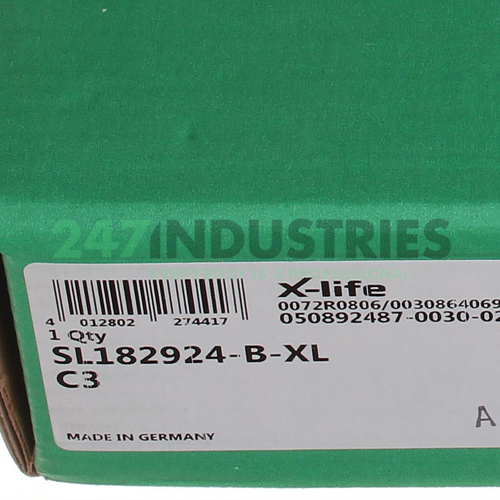 247INDUSTRIES
X-life
0072R0806/0030864069
050892487-0030-02
4 012802 274417
1 Qty
SL182924-B-XL
C3
A
MADE IN GERMANY